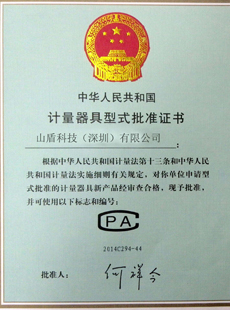 中华人民共和国
计量器具型式批准证书
山盾科技（深圳）有限公司：
根据中华人民共和国计量法第十三条和中华人民
共和国计量法实施细则有关规定，对你单位申请型
式批准的计量器具新产品经审查合格，现予批准，
并可使用以下标志和编号：
CPA
2014C294-44
批准人：